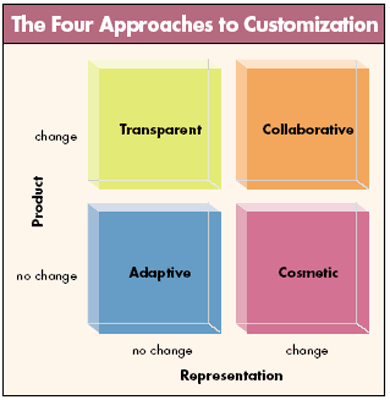 The Four Approaches to Customization
Transparent
Collaborative
change
Product
Adaptive
Cosmetic
no change
no change
change
Representation